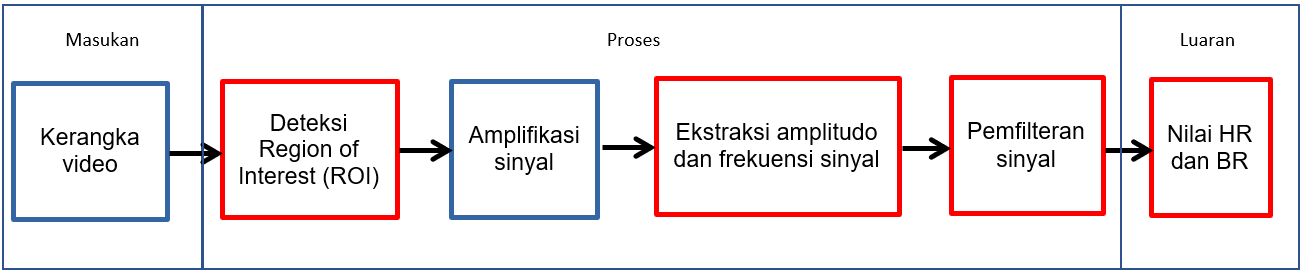 Masukan
Proses
Luaran
Kerangka
video
Deteksi
Region of
Interest (ROI)
Amplifikasi
sinyal
Ekstraksi amplitudo
dan frekuensi sinyal
Pemfilteran
sinyal
Nilai HR
dan BR